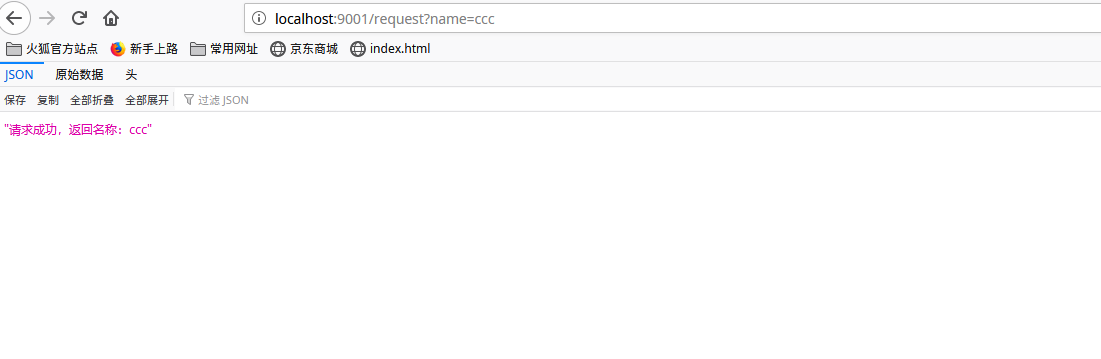 localhost:9001/request?name=ccc
火狐官方站点 新手上路 常用网址 京东商城 index.html
JSON 原始数据 头
保存 复制 全部折叠 全部展开 过滤 JSON
"请求成功，返回名称：ccc"